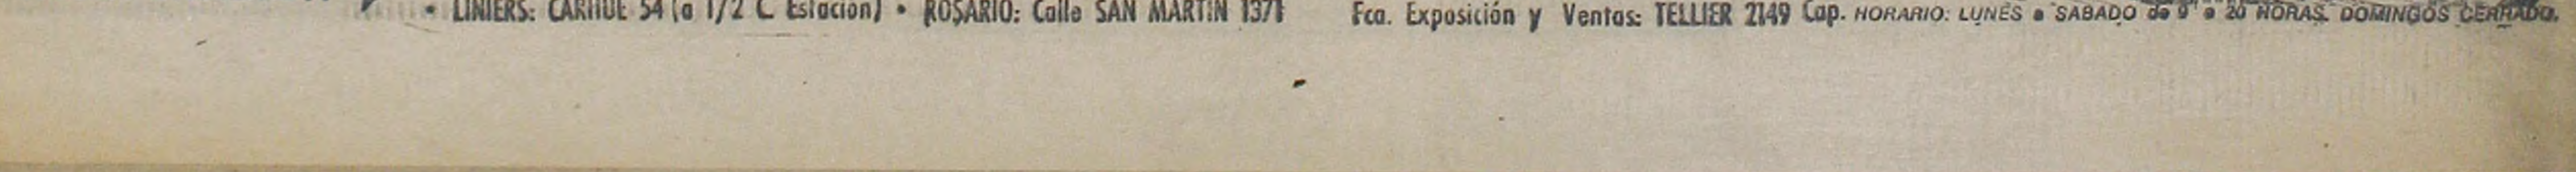 • LINIERS: CARHUE 54 (a 1/2 C. Estacion) • ROSARIO: Calle SAN MARTIN 1371
Fca. Exposición y Ventas: TELLIER 2149 Cap. HORARIO: LUNES a SABADO de 9 a 20 HORAS. DOMINGOS CERRADO.